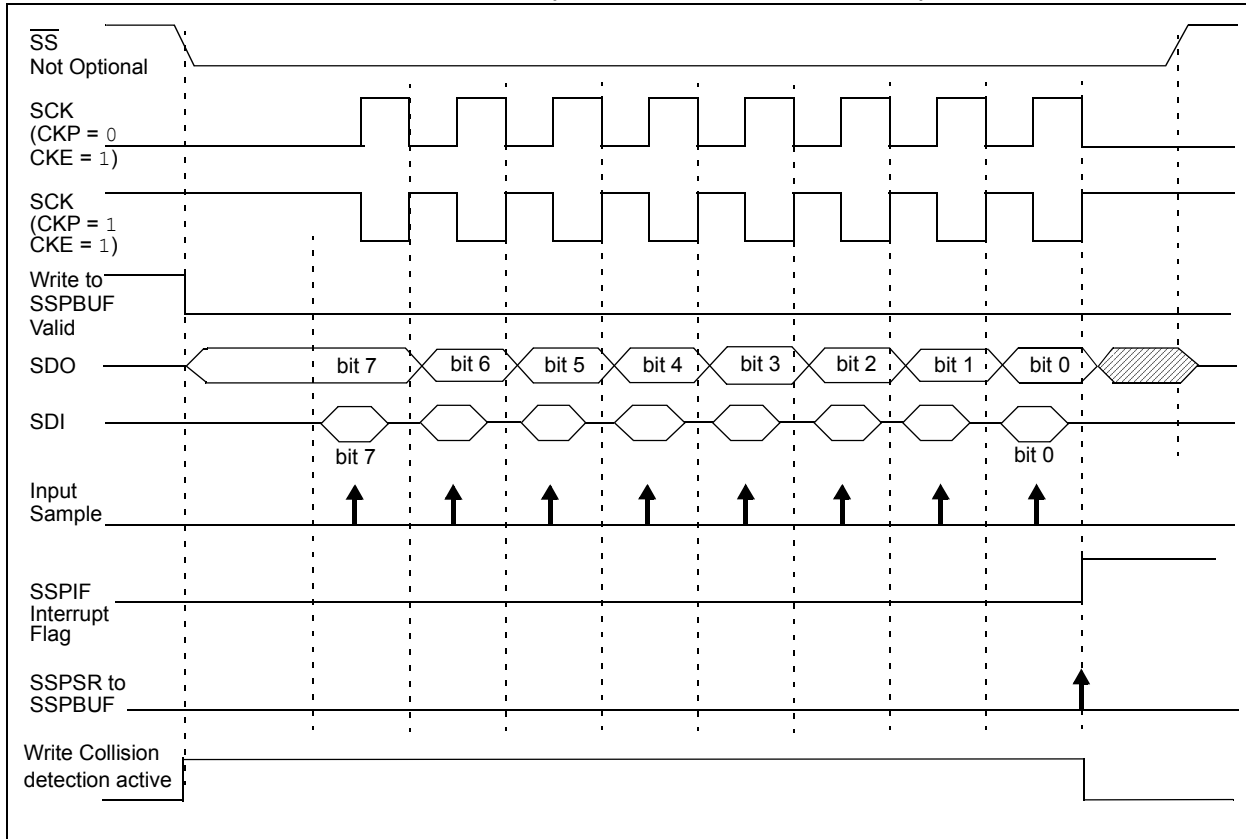 SS
Not Optional
SCK
(CKP = 0
CKE = 1)
SCK
(CKP = 1
CKE = 1)
Write to
SSPBUF
Valid
SDO
bit 7 bit 6 bit 5 bit 4 bit 3 bit 2 bit 1 bit 0
SDI
bit 7 bit 0
Input
Sample
SSPIF
Interrupt
Flag
SSPSR to
SSPBUF
Write Collision
detection active